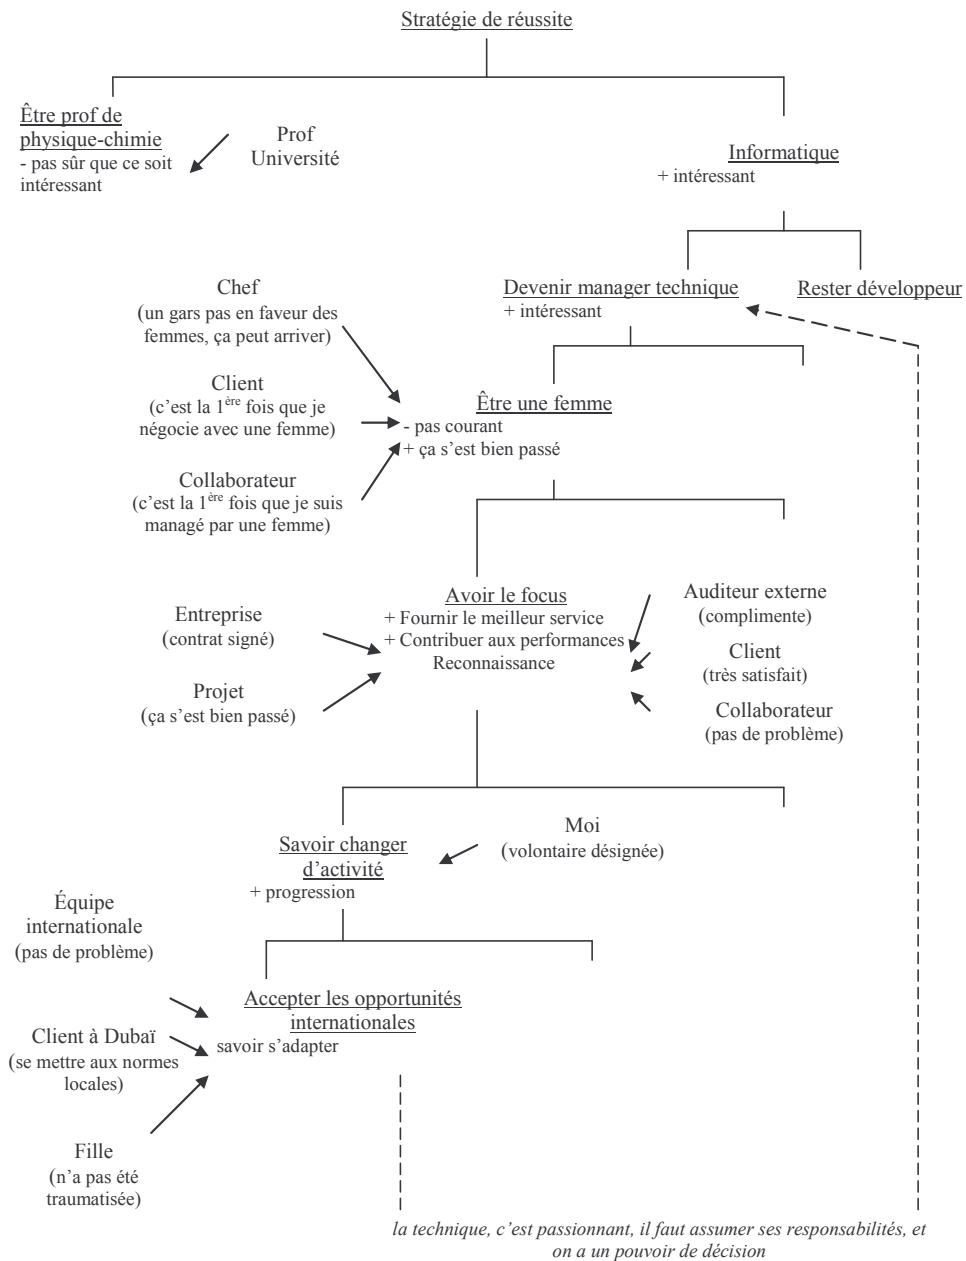 Stratégie de réussite
Être prof de
physique-chimie
- pas sûr que ce soit
intéressant
Prof
Université
Informatique
+ intéressant
Devenir manager technique
+ intéressant
Rester développeur
Chef
(un gars pas en faveur des
femmes, ça peut arriver)
Client
(c’est la 1ère fois que je
négocie avec une femme)
Collaborateur
(c’est la 1ère fois que je suis
managé par une femme)
Être une femme
- pas courant
+ ça s’est bien passé
Avoir le focus
+ Fournir le meilleur service
+ Contribuer aux performances
Reconnaissance
Entreprise
(contrat signé)
Projet
(ça s’est bien passé)
Auditeur externe
(complimente)
Client
(très satisfait)
Collaborateur
(pas de problème)
Savoir changer
d’activité
+ progression
Moi
(volontaire désignée)
Équipe
internationale
(pas de problème)
Client à Dubaï
(se mettre aux normes
locales)
Fille
(n’a pas été
traumatisée)
Accepter les opportunités
internationales
savoir s’adapter
la technique, c’est passionnant, il faut assumer ses responsabilités, et
on a un pouvoir de décision